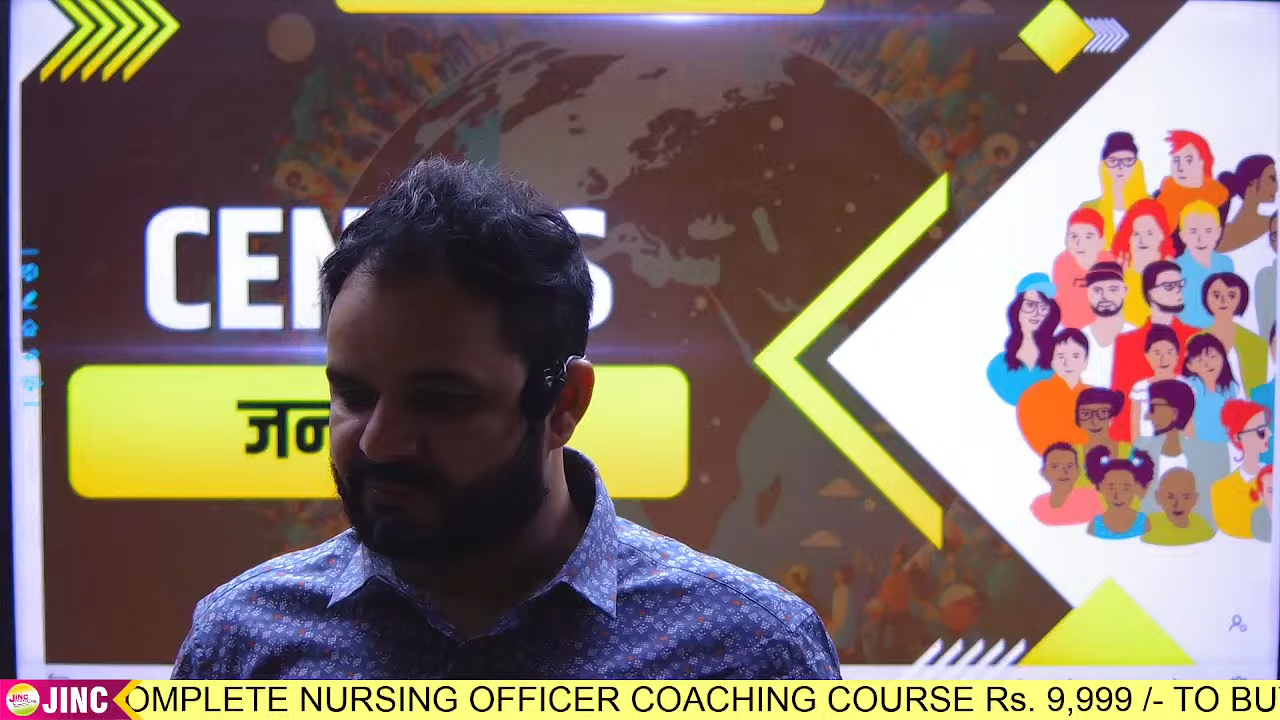 CEN S
जन
JINC OMPLETE NURSING OFFICER COACHING COURSE Rs. 9,999 /- TO BU